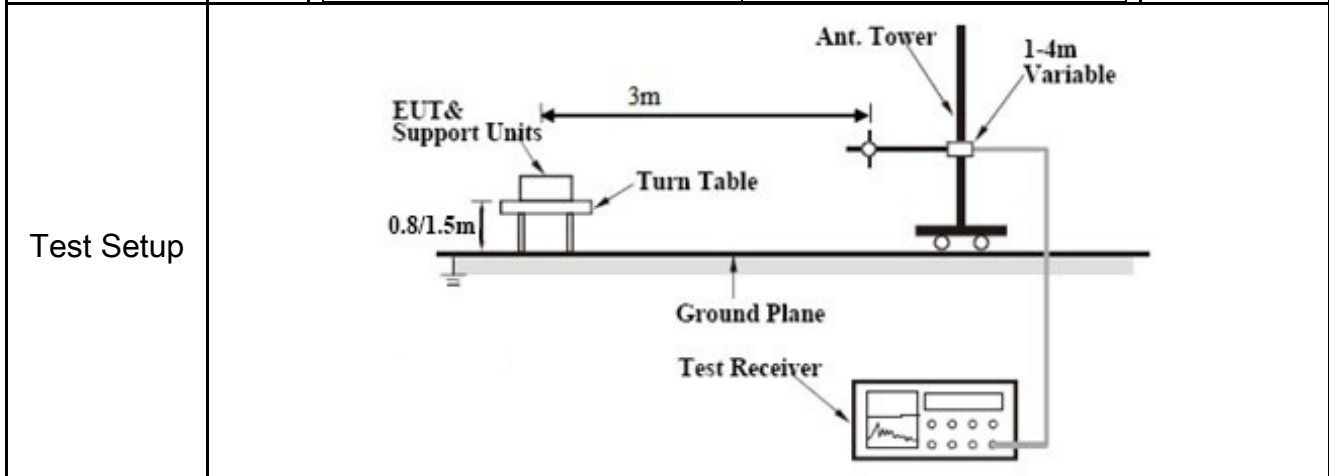 Test Setup
Ant. Tower
1-4m
Variable
3m
EUT&
Support Units
Turn Table
0.8/1.5m
Ground Plane
Test Receiver